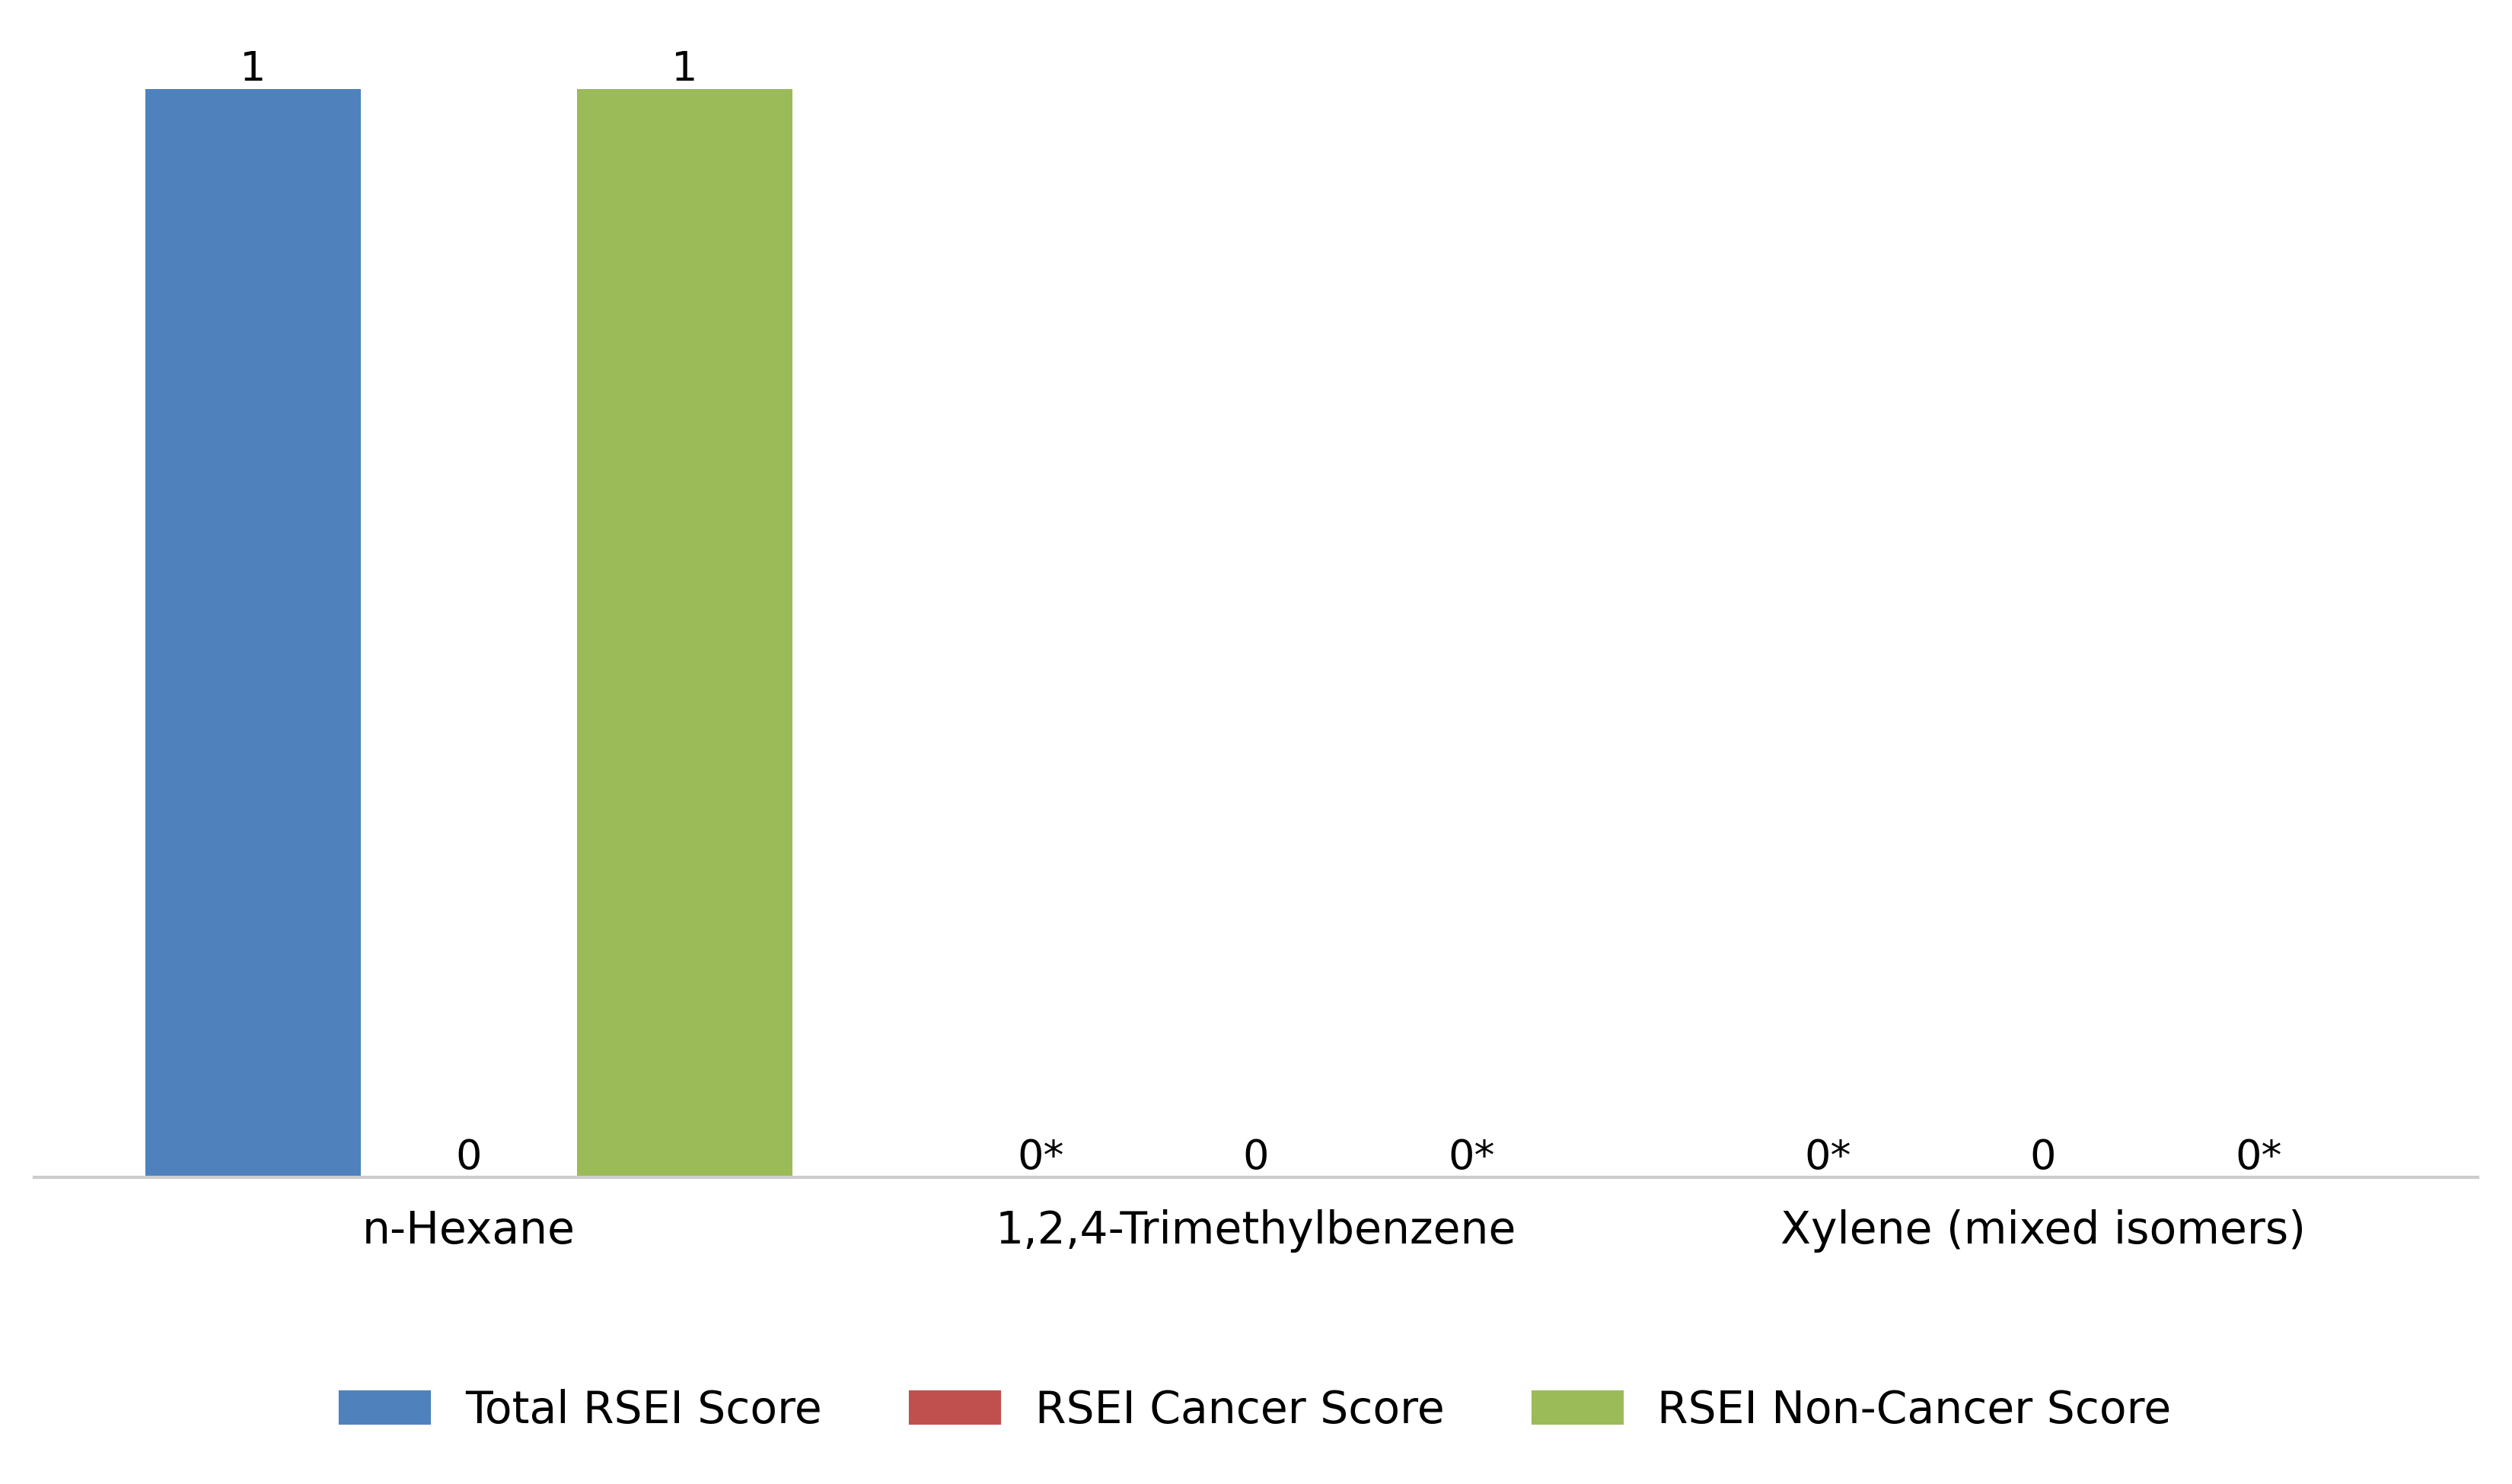 1 1
0 0* 0 0* 0* 0 0*
n-Hexane 1,2,4-Trimethylbenzene Xylene (mixed isomers)
Total RSEI Score RSEI Cancer Score RSEI Non-Cancer Score